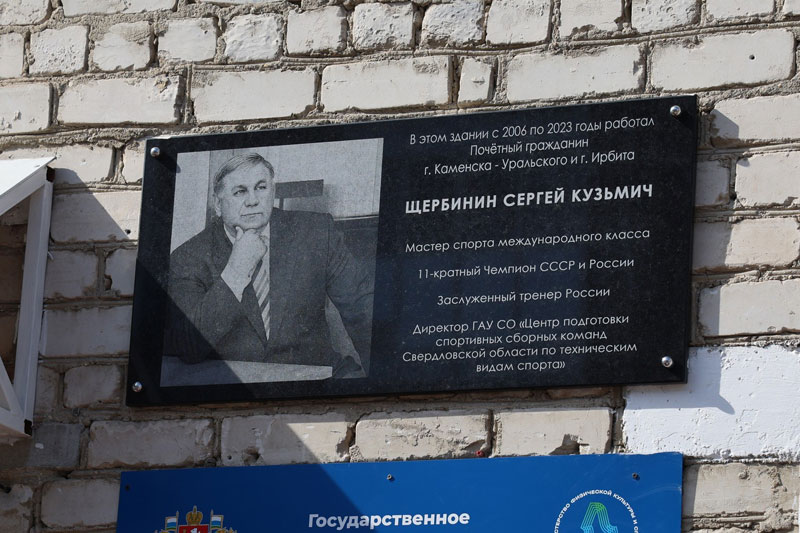 В этом здании с 2006 по 2023 годы работал
Почётный гражданин
г. Каменска - Уральского и г. Ирбита
ЩЕРБИНИН СЕРГЕЙ КУЗЬМИЧ
Мастер спорта международного класса
11-кратный Чемпион СССР и России
Заслуженный тренер России
Директор ГАУ СО «Центр подготовки
спортивных сборных команд
Свердловской области по техническим
видам спорта»
Государственное
ФИЗИЧЕСКОЙ КУЛЬТУРЫ И